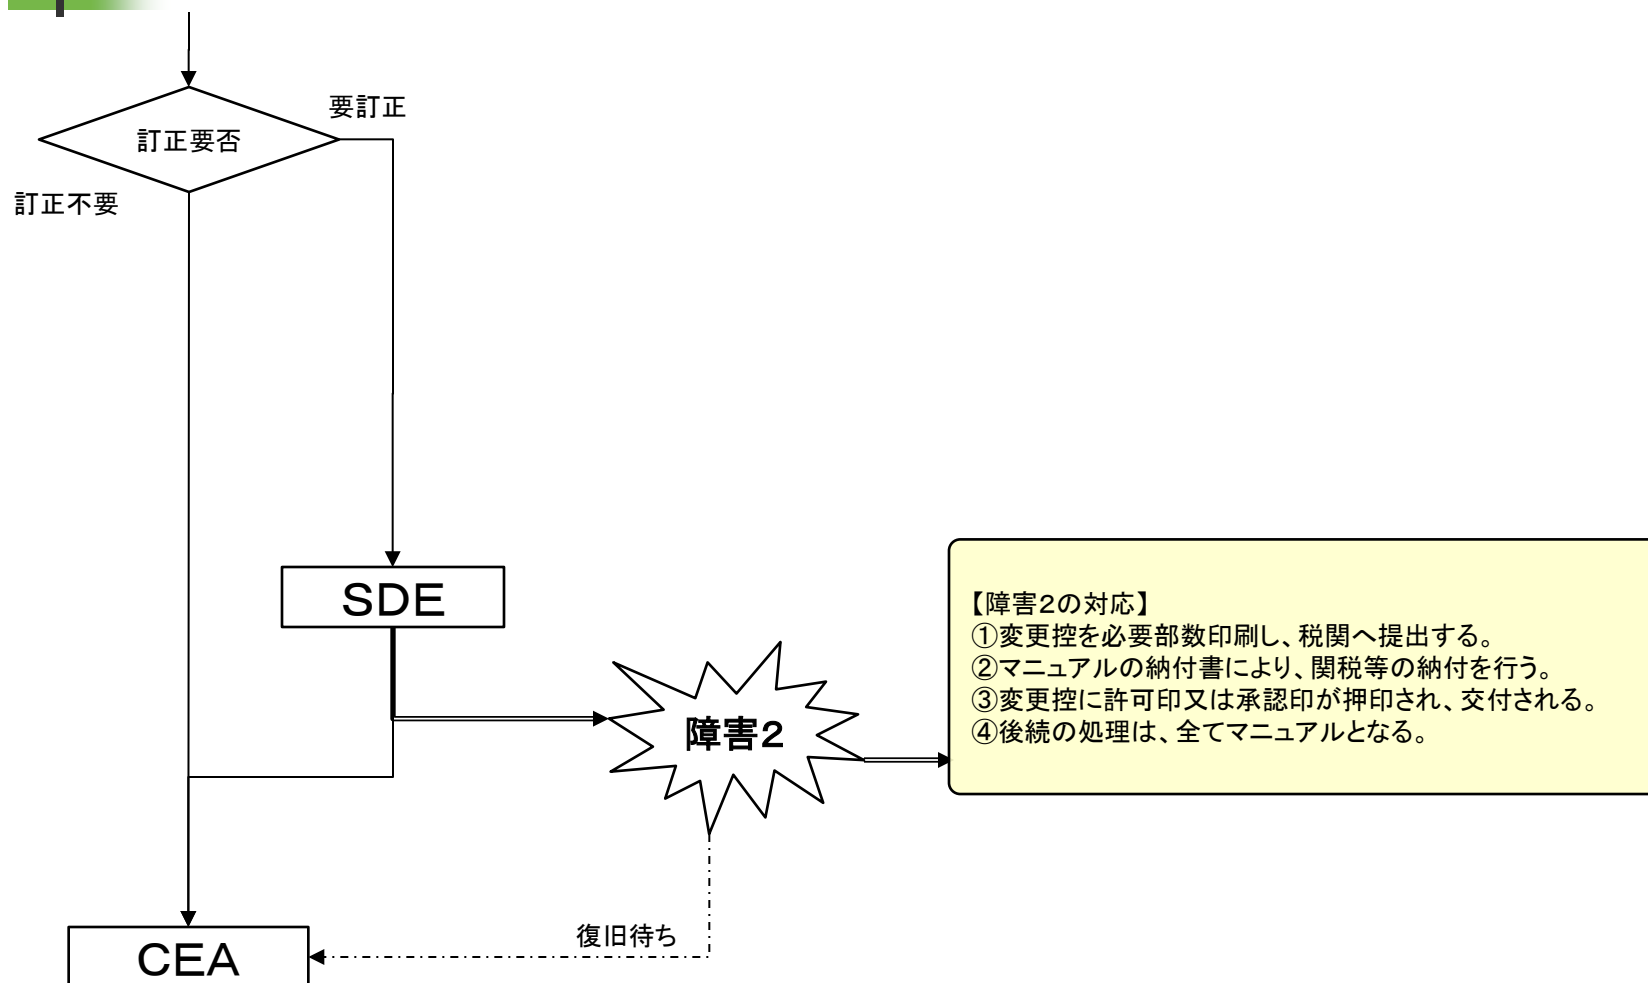 要訂正
訂正要否
訂正不要
SDE
【障害2の対応】
①変更控を必要部数印刷し、税関へ提出する。
②マニュアルの納付書により、関税等の納付を行う。
③変更控に許可印又は承認印が押印され、交付される。
④後続の処理は、全てマニュアルとなる。
障害2
復旧待ち
CEA